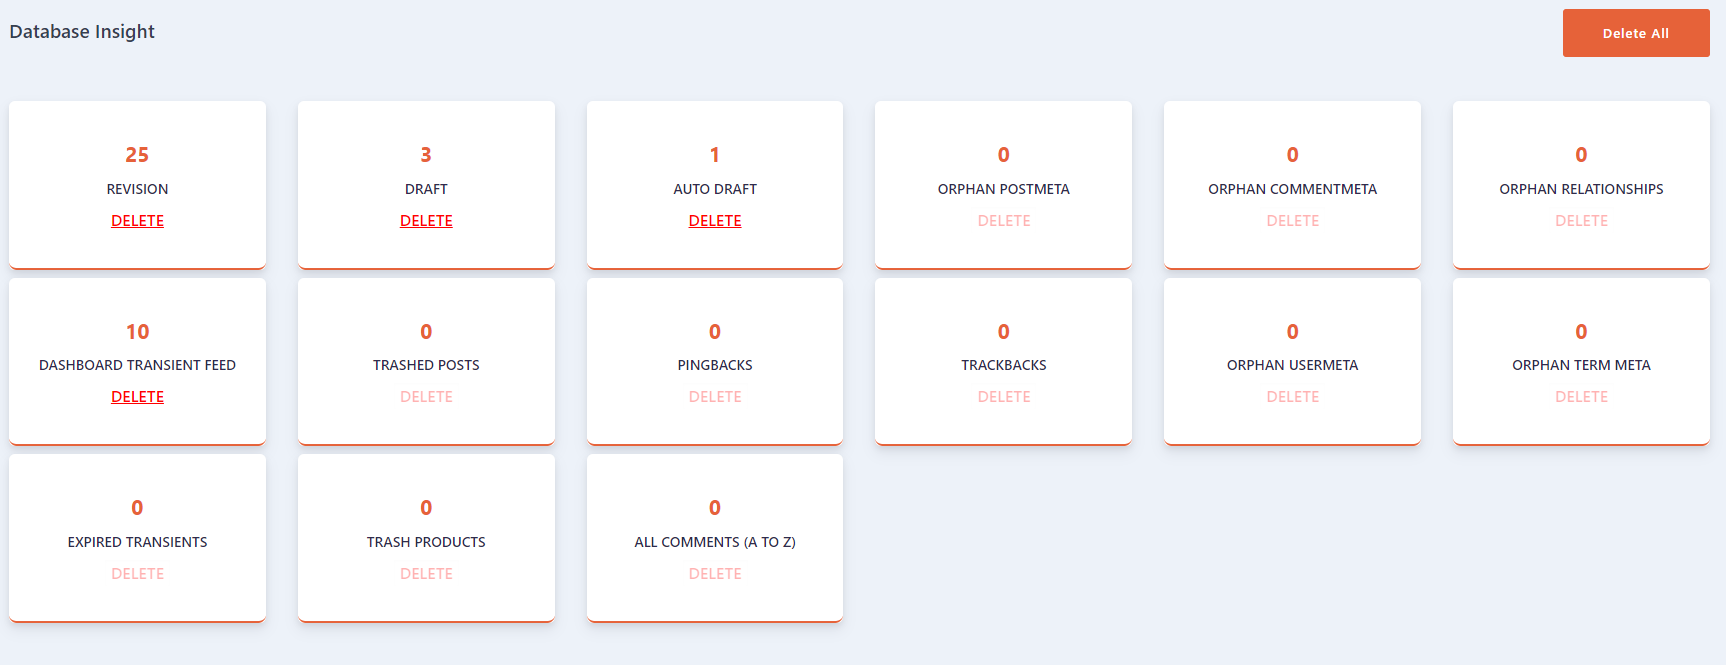 Database Insight
Delete All
25
REVISION
DELETE
3
DRAFT
DELETE
1
AUTO DRAFT
DELETE
0
ORPHAN POSTMETA
DELETE
0
ORPHAN COMMENTMETA
DELETE
0
ORPHAN RELATIONSHIPS
DELETE
10
DASHBOARD TRANSIENT FEED
DELETE
0
TRASHED POSTS
DELETE
0
PINGBACKS
DELETE
0
TRACKBACKS
DELETE
0
ORPHAN USERMETA
DELETE
0
ORPHAN TERM META
DELETE
0
EXPIRED TRANSIENTS
DELETE
0
TRASH PRODUCTS
DELETE
0
ALL COMMENTS (A TO Z)
DELETE